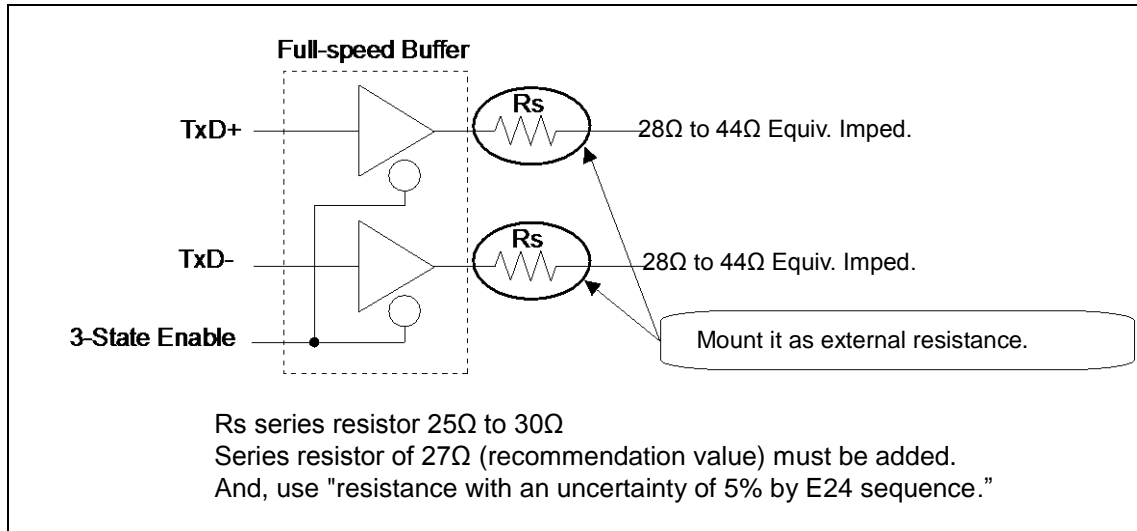 Full-speed Buffer
Rs
TxD+
28Ω to 44Ω Equiv. Imped.
Rs
TxD-
28Ω to 44Ω Equiv. Imped.
3-State Enable
Mount it as external resistance.
Rs series resistor 25Ω to 30Ω
Series resistor of 27Ω (recommendation value) must be added.
And, use "resistance with an uncertainty of 5% by E24 sequence.”